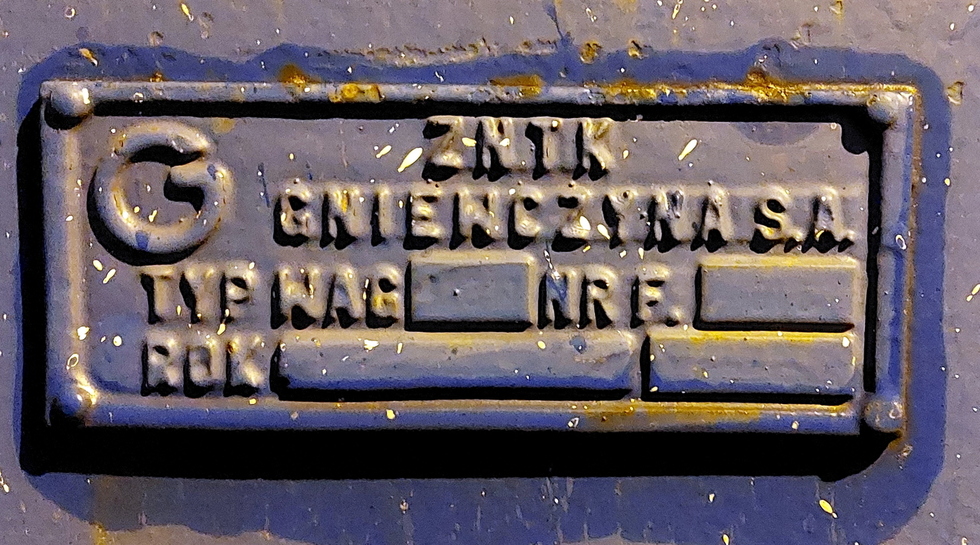 G
ZNTK
GNIEWCZYNA S.A.
TYP WAG NR F.
ROK